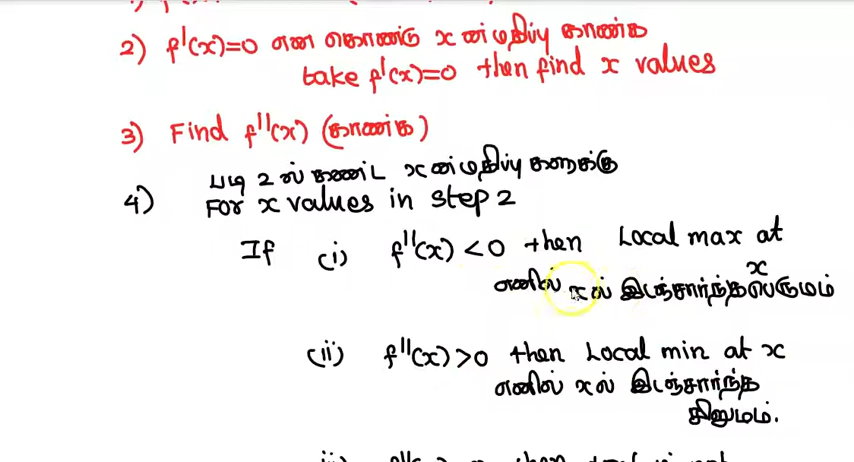 2) f'(x)=0 என கொண்டு x ன் மதிப்பு காண்க
take f'(x)=0 then find x values
3) Find f''(x) (காண்க)
படி 2 ல் கண்ட x ன் மதிப்பு களுக்கு
4) For x values in step 2
If (i) f''(x) <0 then Local max at x
எனில் x ல் இடஞ்சார்ந்த பெருமம்
(ii) f''(x) >0 then Local min at x
எனில் x ல் இடஞ்சார்ந்த
சிறுமம்.